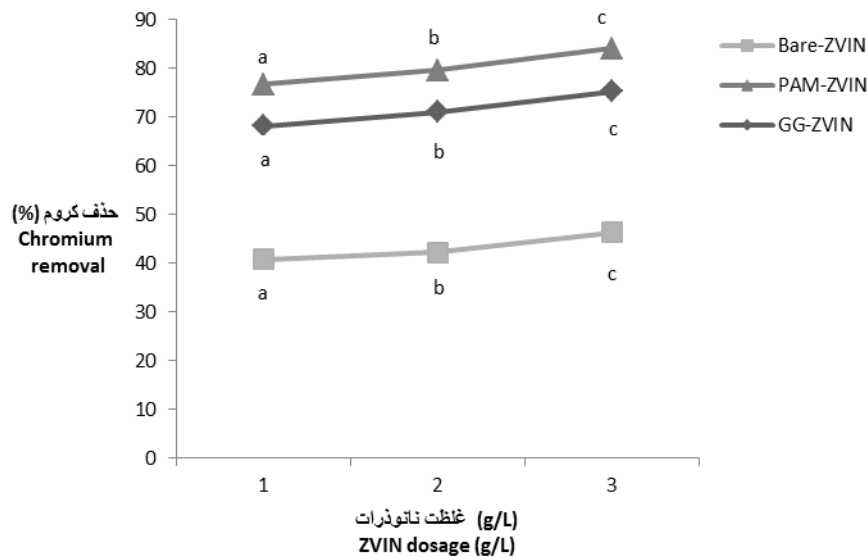 90
80
70
60
50
40
30
20
10
0
a
b
c
a
b
c
a
b
c
حذف کروم (%)
Chromium
removal
1
2
3
غلظت نانوذرات (g/L)
ZVIN dosage (g/L)
Bare-ZVIN
PAM-ZVIN
GG-ZVIN